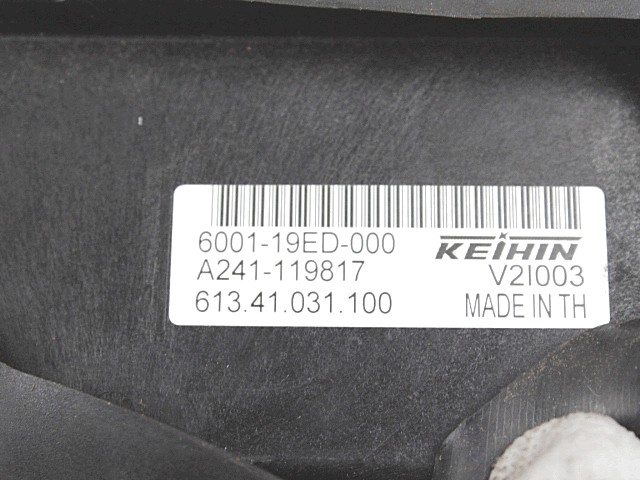 6001-19ED-000 KEIHIN
A241-119817 V2I003
613.41.031.100 MADE IN TH